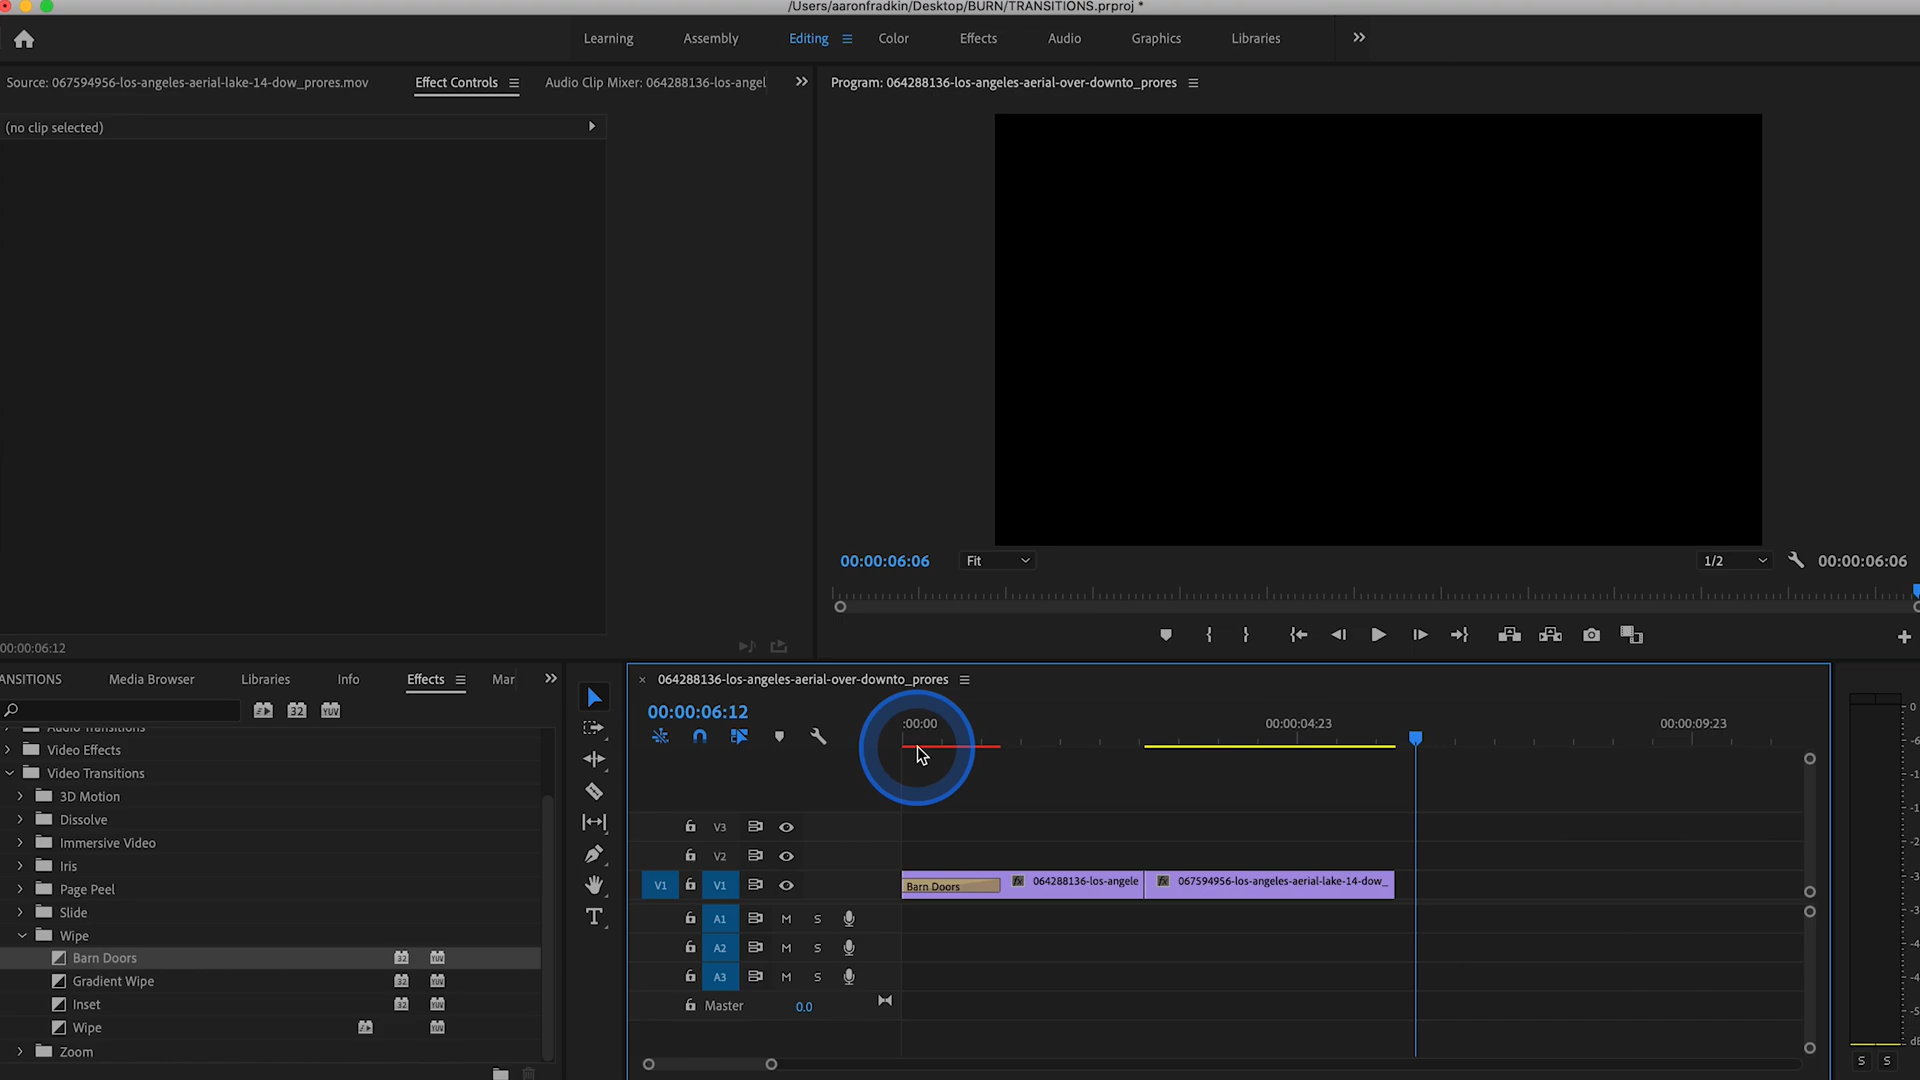 /Users/aaronfradkin/Desktop/BURN/TRANSITIONS.prproj *
Learning
Assembly
Editing
Color
Effects
Audio
Graphics
Libraries
Source: 067594956-los-angeles-aerial-lake-14-dow_prores.mov
Effect Controls
Audio Clip Mixer: 064288136-los-angel
Program: 064288136-los-angeles-aerial-over-downto_prores
(no clip selected)
00:00:06:06
Fit
1/2
00:00:06:06
00:00:06:12
ANSITIONS
Media Browser
Libraries
Info
Effects
Mar
064288136-los-angeles-aerial-over-downto_prores
00:00:06:12
:00:00
00:00:04:23
00:00:09:23
Audio Transitions
Video Effects
Video Transitions
3D Motion
Dissolve
Immersive Video
Iris
Page Peel
Slide
Wipe
Barn Doors
Gradient Wipe
Inset
Wipe
Zoom
32
YUV
V3
V2
V1
V1
Barn Doors
fx
064288136-los-angele
fx
067594956-los-angeles-aerial-lake-14-dow_
A1 M S
A2 M S
A3 M S
Master
0.0
0
S S